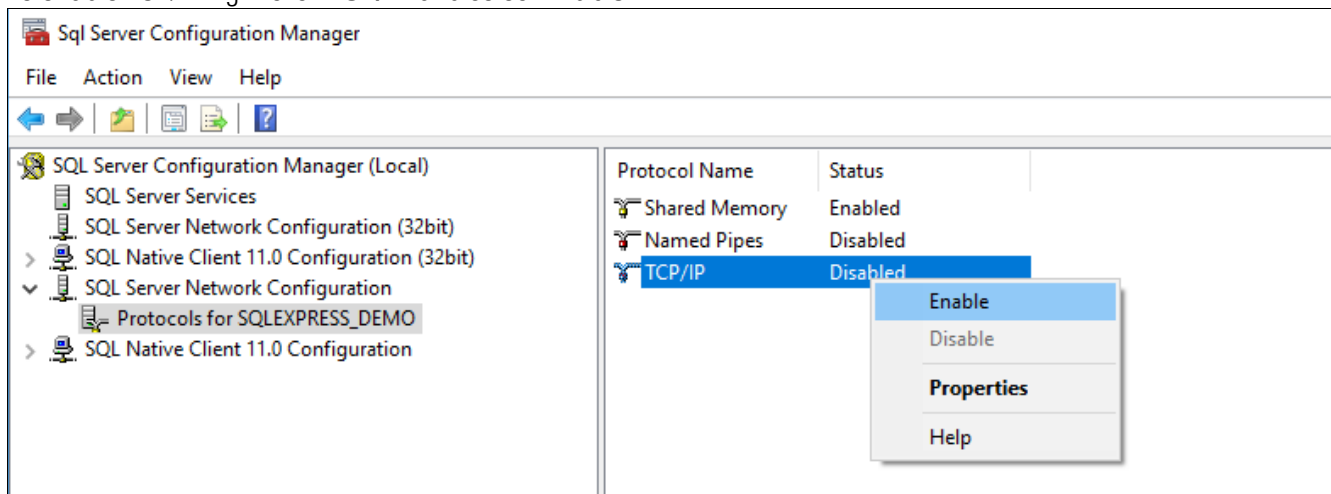 Sql Server Configuration Manager
File Action View Help
SQL Server Configuration Manager (Local)
SQL Server Services
SQL Server Network Configuration (32bit)
SQL Native Client 11.0 Configuration (32bit)
SQL Server Network Configuration
Protocols for SQLEXPRESS_DEMO
SQL Native Client 11.0 Configuration
Protocol Name Status
Shared Memory Enabled
Named Pipes Disabled
TCP/IP Disabled
Enable
Disable
Properties
Help